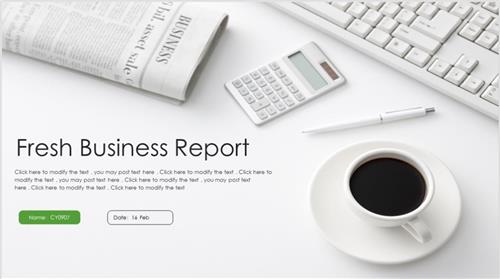 BUSINESS
bil. asset sale
Fresh Business Report
Click here to modify the text , you may post text here . Click here to modify the text . Click here to
modify the text , you may post text here . Click here to modify the text , you may post text
here . Click here to modify the text . Click here to modify the text
Name : CY0907
Date : 16 Feb